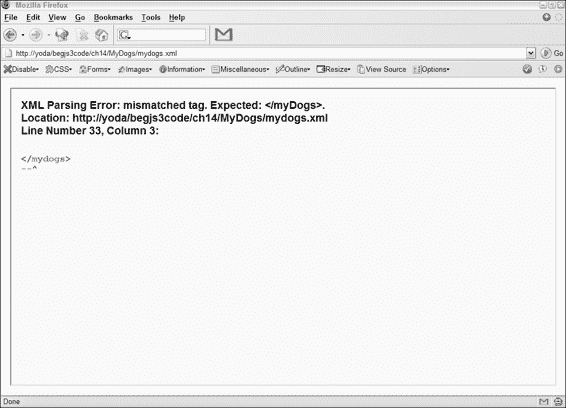 Mozilla Firefox
File Edit View Go Bookmarks Tools Help
http://yoda/begjs3code/ch14/MyDogs/mydogs.xml Go
Disable CSS Forms Images Information Miscellaneous Outline Resize View Source Options
XML Parsing Error: mismatched tag. Expected: </myDogs>.
Location: http://yoda/begjs3code/ch14/MyDogs/mydogs.xml
Line Number 33, Column 3:
</mydogs>
--^
Done